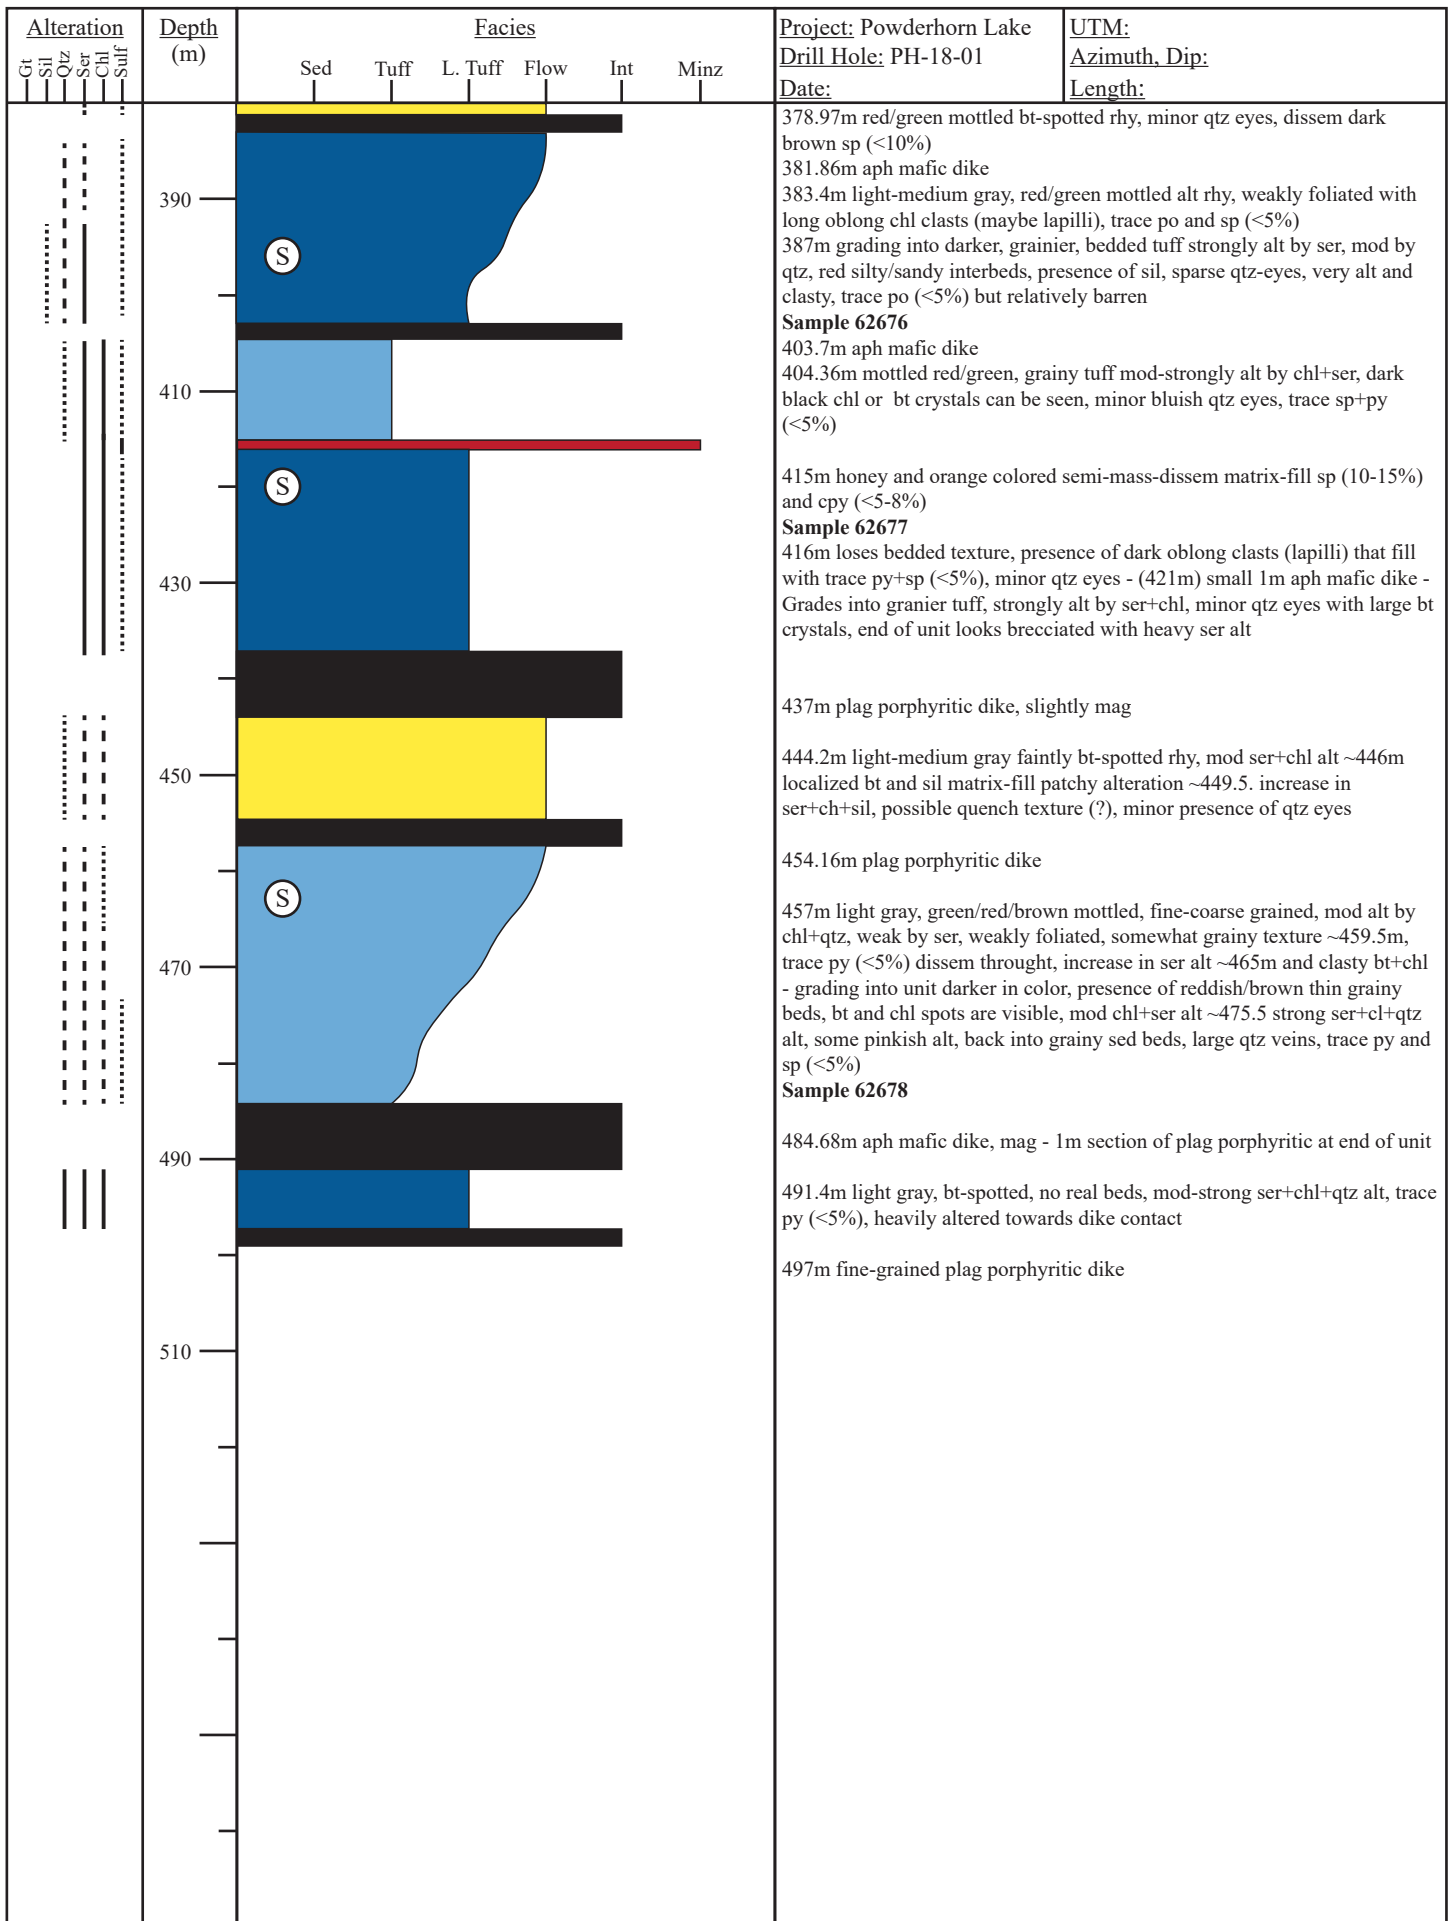 Alteration
Gt
Sil
Qtz
Ser
Chl
Sulf
Depth
(m)
Facies
Sed Tuff L. Tuff Flow Int Minz
Project: Powderhorn Lake
Drill Hole: PH-18-01
Date:
UTM:
Azimuth, Dip:
Length:
390
410
430
450
470
490
510
S
S
S
378.97m red/green mottled bt-spotted rhy, minor qtz eyes, dissem dark
brown sp (<10%)
381.86m aph mafic dike
383.4m light-medium gray, red/green mottled alt rhy, weakly foliated with
long oblong chl clasts (maybe lapilli), trace po and sp (<5%)
387m grading into darker, grainier, bedded tuff strongly alt by ser, mod by
qtz, red silty/sandy interbeds, presence of sil, sparse qtz-eyes, very alt and
clasty, trace po (<5%) but relatively barren
Sample 62676
403.7m aph mafic dike
404.36m mottled red/green, grainy tuff mod-strongly alt by chl+ser, dark
black chl or bt crystals can be seen, minor bluish qtz eyes, trace sp+py
(<5%)
415m honey and orange colored semi-mass-dissem matrix-fill sp (10-15%)
and cpy (<5-8%)
Sample 62677
416m loses bedded texture, presence of dark oblong clasts (lapilli) that fill
with trace py+sp (<5%), minor qtz eyes - (421m) small 1m aph mafic dike -
Grades into granier tuff, strongly alt by ser+chl, minor qtz eyes with large bt
crystals, end of unit looks brecciated with heavy ser alt
437m plag porphyritic dike, slightly mag
444.2m light-medium gray faintly bt-spotted rhy, mod ser+chl alt ~446m
localized bt and sil matrix-fill patchy alteration ~449.5. increase in
ser+ch+sil, possible quench texture (?), minor presence of qtz eyes
454.16m plag porphyritic dike
457m light gray, green/red/brown mottled, fine-coarse grained, mod alt by
chl+qtz, weak by ser, weakly foliated, somewhat grainy texture ~459.5m,
trace py (<5%) dissem throught, increase in ser alt ~465m and clasty bt+chl
- grading into unit darker in color, presence of reddish/brown thin grainy
beds, bt and chl spots are visible, mod chl+ser alt ~475.5 strong ser+cl+qtz
alt, some pinkish alt, back into grainy sed beds, large qtz veins, trace py and
sp (<5%)
Sample 62678
484.68m aph mafic dike, mag - 1m section of plag porphyritic at end of unit
491.4m light gray, bt-spotted, no real beds, mod-strong ser+chl+qtz alt, trace
py (<5%), heavily altered towards dike contact
497m fine-grained plag porphyritic dike